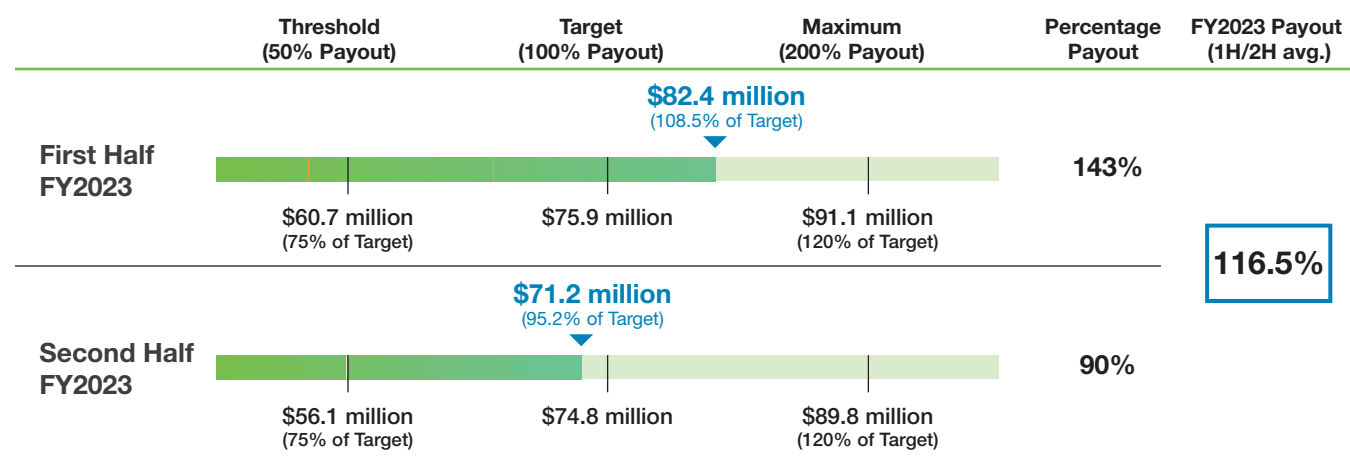 Threshold
(50% Payout)
Target
(100% Payout)
Maximum
(200% Payout)
Percentage
Payout
FY2023 Payout
(1H/2H avg.)
$82.4 million
(108.5% of Target)
First Half
FY2023
143%
$60.7 million
(75% of Target)
$75.9 million
$91.1 million
(120% of Target)
116.5%
$71.2 million
(95.2% of Target)
Second Half
FY2023
90%
$56.1 million
(75% of Target)
$74.8 million
$89.8 million
(120% of Target)